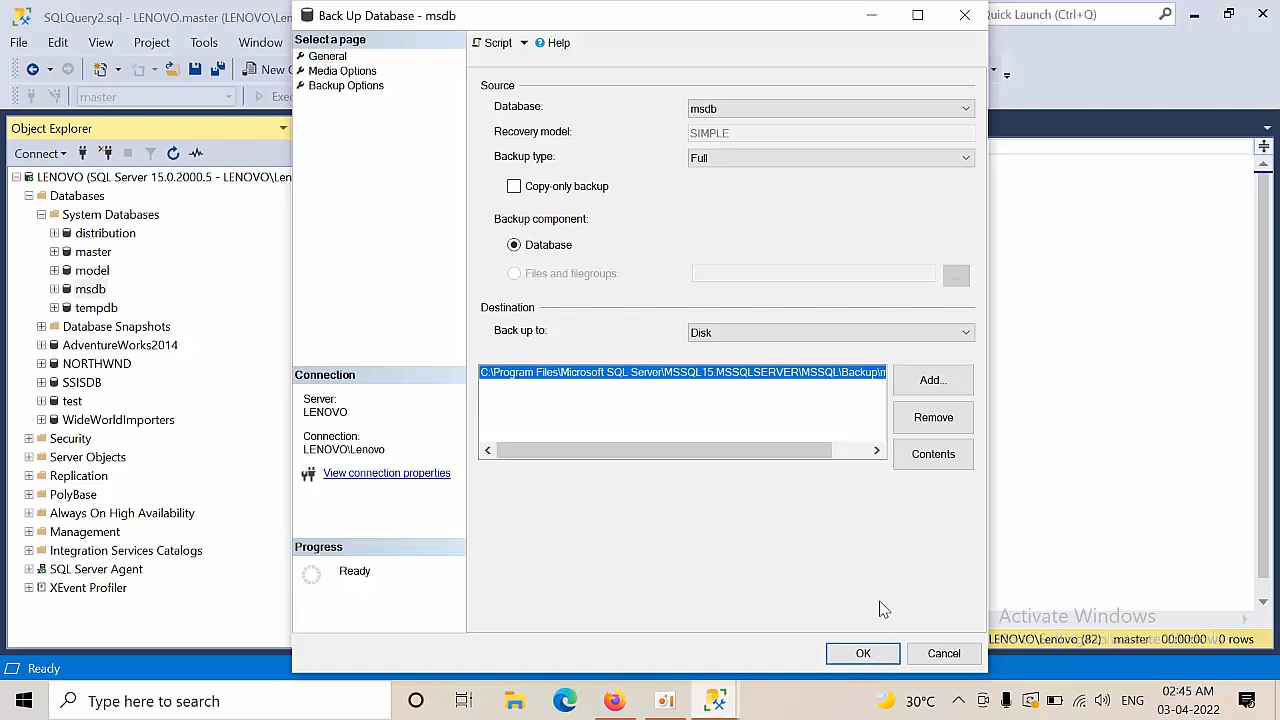 SQLQuery2.sql - LENOVO.master (LENOVO\L
Back Up Database - msdb
Quick Launch (Ctrl+Q)
File Edit View Project Tools Window
Select a page
Script Help
General
Media Options
Backup Options
New
master
Exec
Source
Database: msdb
Recovery model: SIMPLE
Backup type: Full
Copy-only backup
Backup component:
Database
Files and filegroups:
...
Destination
Back up to: Disk
C:\Program Files\Microsoft SQL Server\MSSQL15.MSSQLSERVER\MSSQL\Backup\m
Add...
Remove
Contents
Object Explorer
Connect
LENOVO (SQL Server 15.0.2000.5 - LENOVO\Len
Databases
System Databases
distribution
master
model
msdb
tempdb
Database Snapshots
AdventureWorks2014
NORTHWND
SSISDB
test
WideWorldImporters
Security
Server Objects
Replication
PolyBase
Always On High Availability
Management
Integration Services Catalogs
SQL Server Agent
XEvent Profiler
Connection
Server:
LENOVO
Connection:
LENOVO\Lenovo
View connection properties
Progress
Ready
OK Cancel
Activate Windows
LENOVO\Lenovo (82) master 00:00:00 0 rows
Ready
Type here to search
30°C
ENG
02:45 AM
03-04-2022